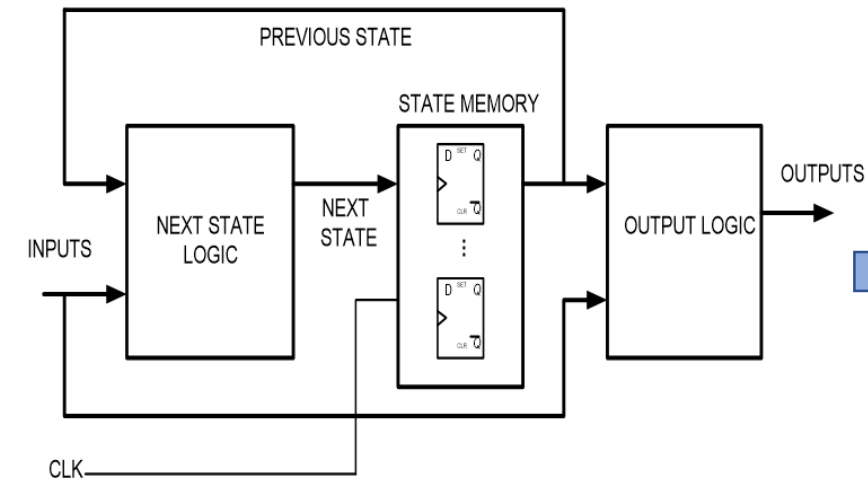 PREVIOUS STATE
STATE MEMORY
D SET Q
CLR Q
NEXT STATE
LOGIC
NEXT
STATE
OUTPUT LOGIC
OUTPUTS
INPUTS
...
D SET Q
CLR Q
CLK